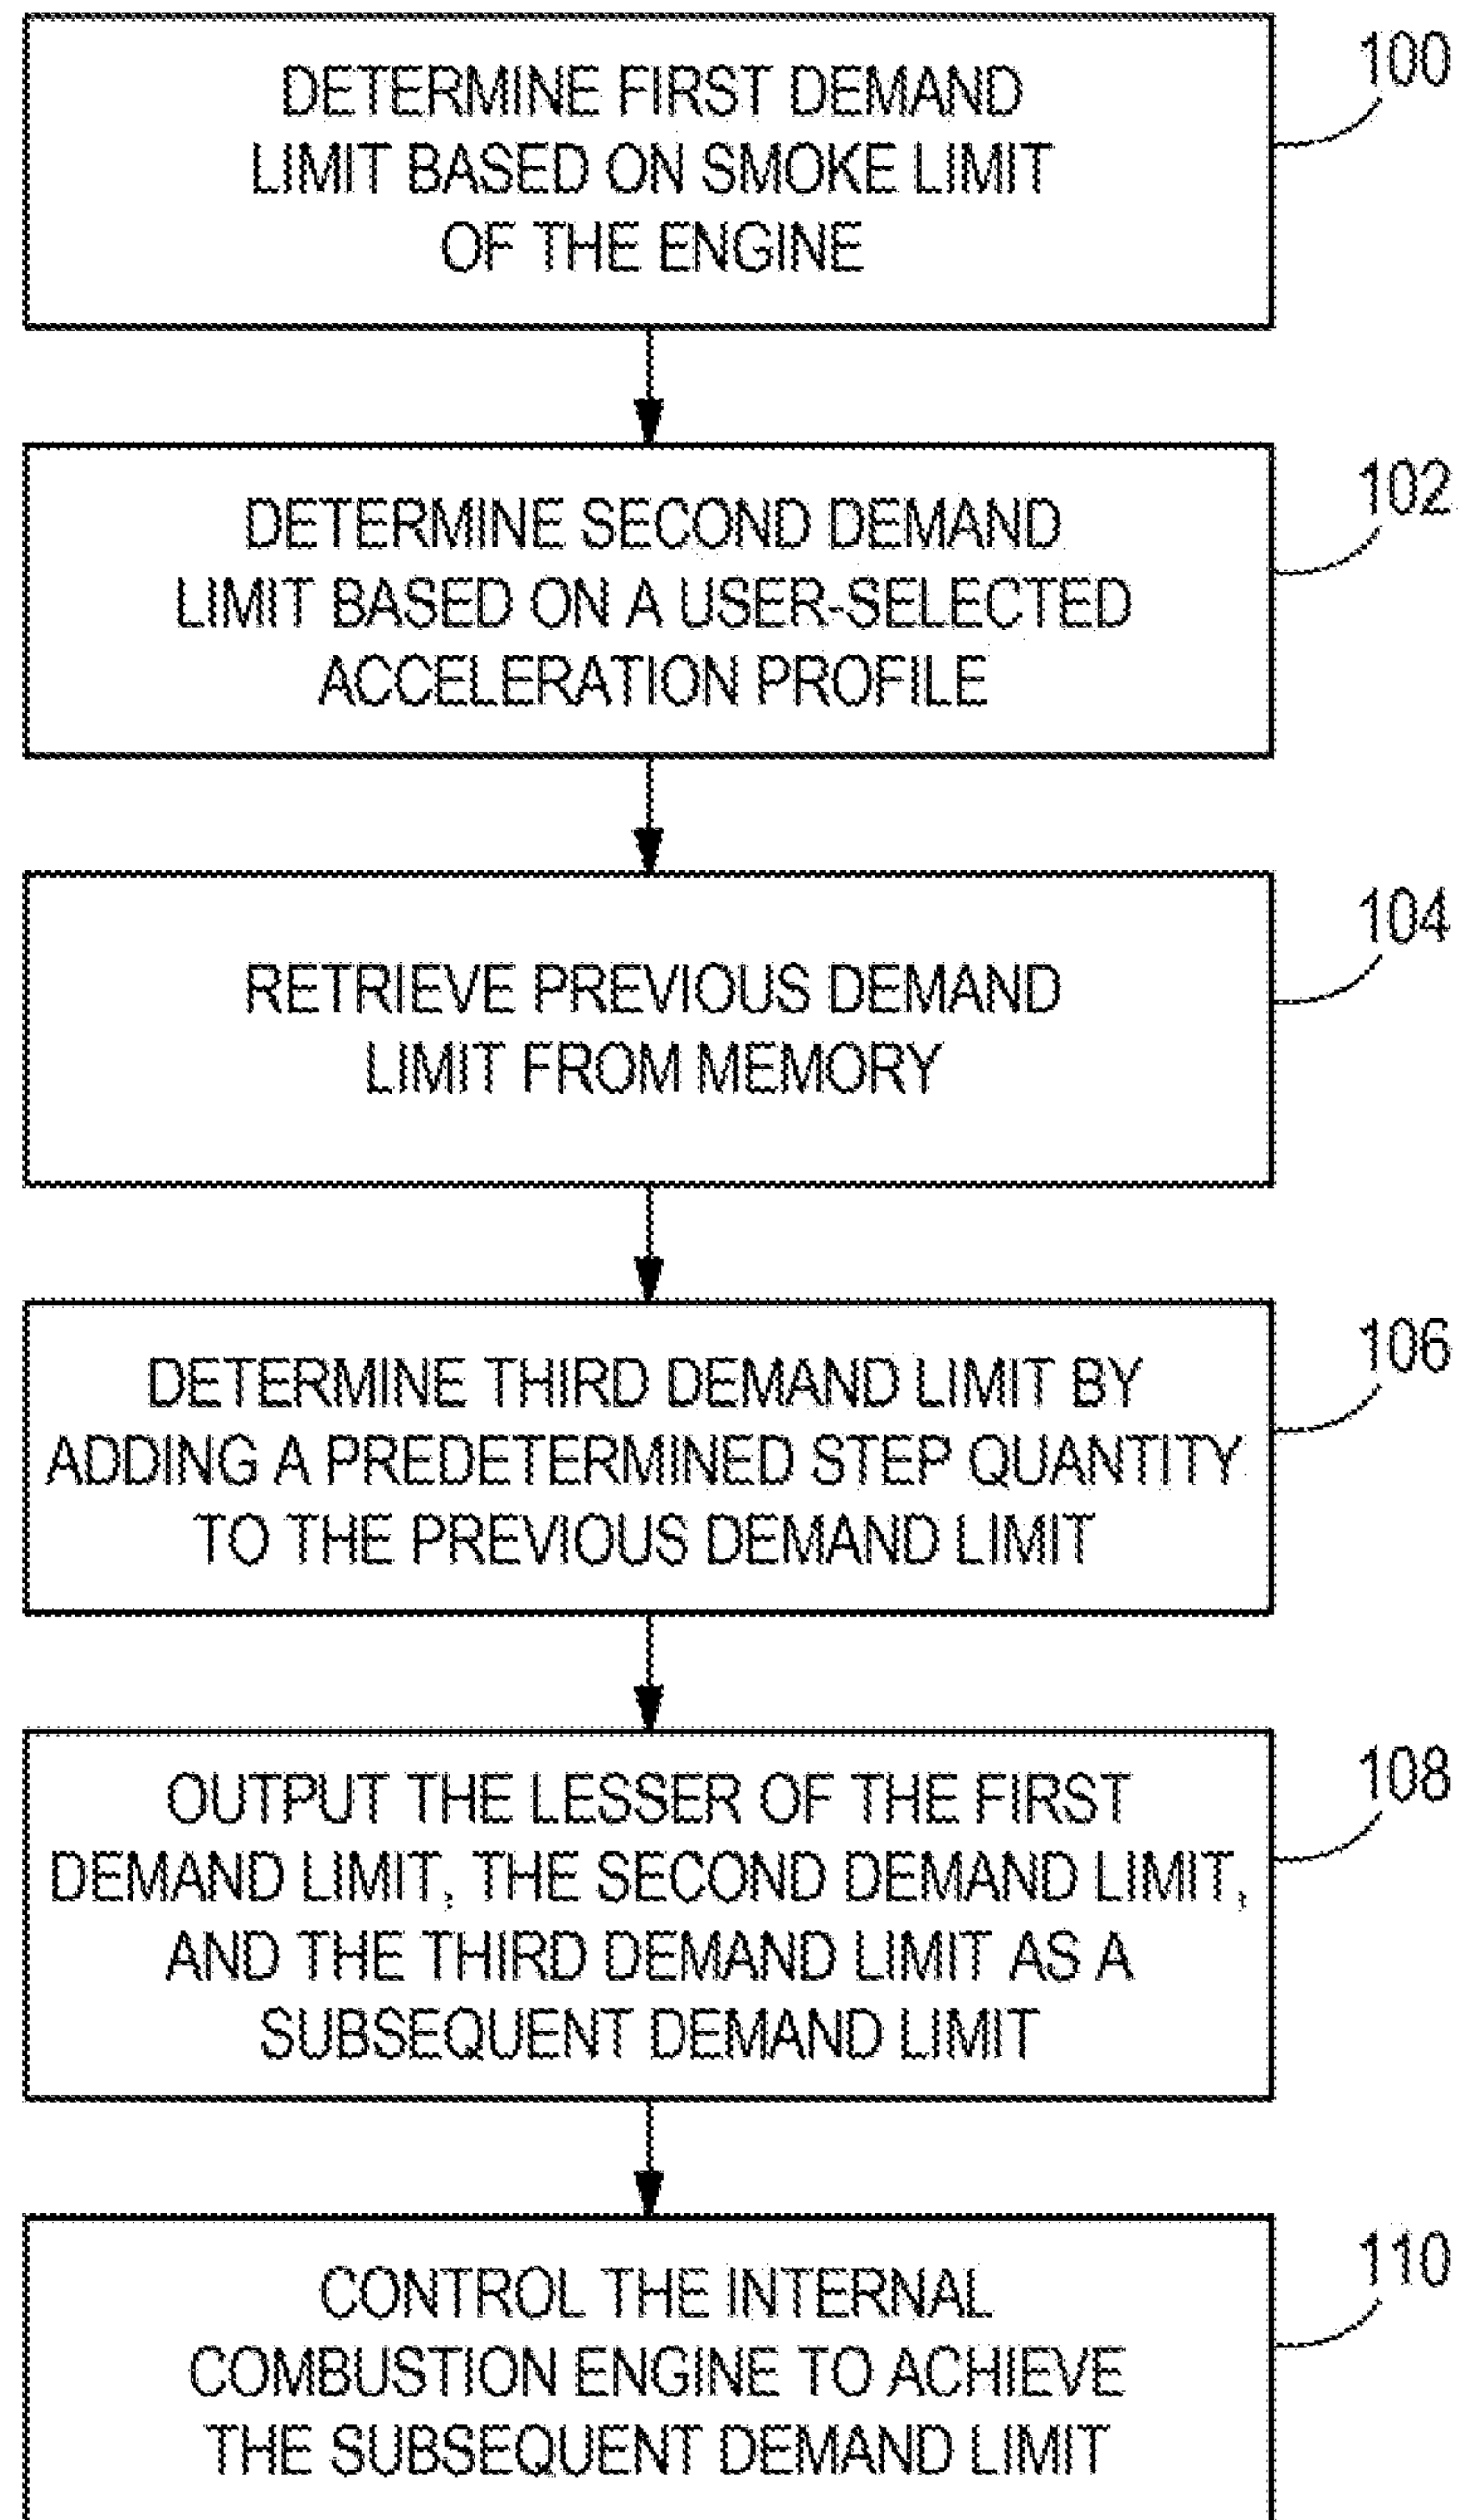 DETERMINE FIRST DEMAND
LIMIT BASED ON SMOKE LIMIT
OF THE ENGINE
100
DETERMINE SECOND DEMAND
LIMIT BASED ON A USER-SELECTED
ACCELERATION PROFILE
102
RETRIEVE PREVIOUS DEMAND
LIMIT FROM MEMORY
104
DETERMINE THIRD DEMAND LIMIT BY
ADDING A PREDETERMINED STEP QUANTITY
TO THE PREVIOUS DEMAND LIMIT
106
OUTPUT THE LESSER OF THE FIRST
DEMAND LIMIT, THE SECOND DEMAND LIMIT,
AND THE THIRD DEMAND LIMIT AS A
SUBSEQUENT DEMAND LIMIT
108
CONTROL THE INTERNAL
COMBUSTION ENGINE TO ACHIEVE
THE SUBSEQUENT DEMAND LIMIT
110